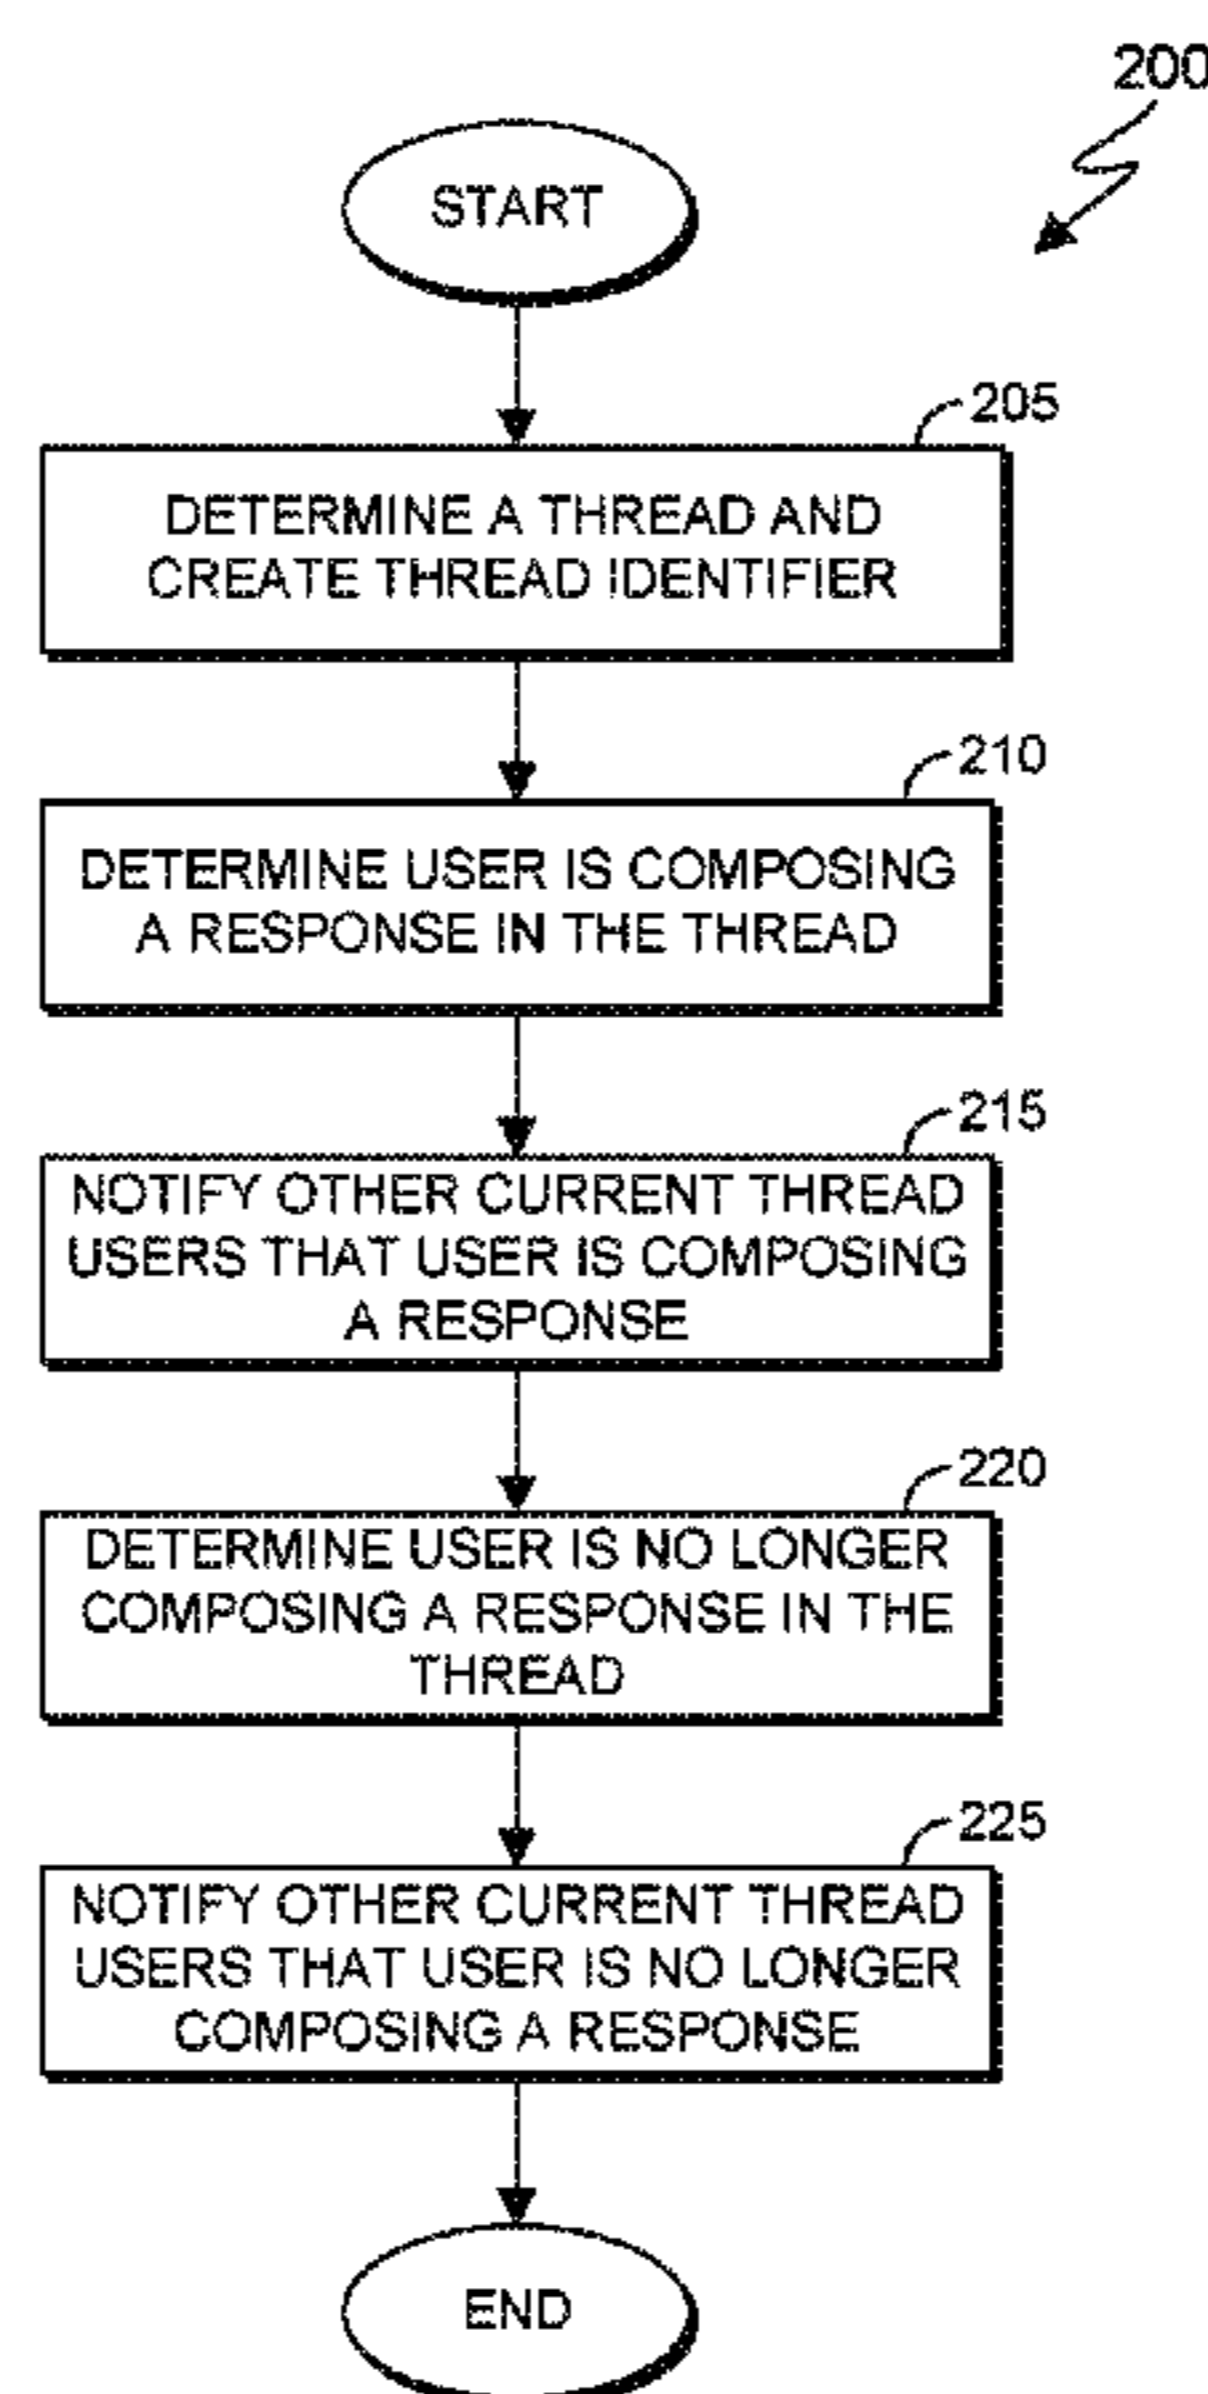 200
START
205
DETERMINE A THREAD AND
CREATE THREAD IDENTIFIER
210
DETERMINE USER IS COMPOSING
A RESPONSE IN THE THREAD
215
NOTIFY OTHER CURRENT THREAD
USERS THAT USER IS COMPOSING
A RESPONSE
220
DETERMINE USER IS NO LONGER
COMPOSING A RESPONSE IN THE
THREAD
225
NOTIFY OTHER CURRENT THREAD
USERS THAT USER IS NO LONGER
COMPOSING A RESPONSE
END